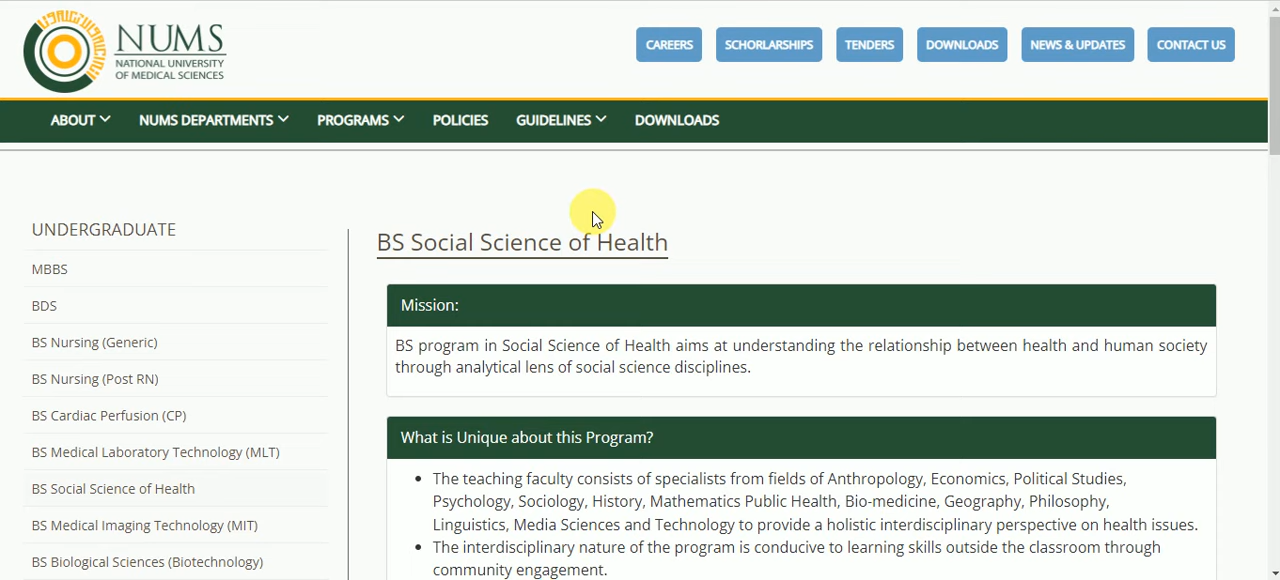 NUMS
NATIONAL UNIVERSITY
OF MEDICAL SCIENCES
CAREERS
SCHORLARSHIPS
TENDERS
DOWNLOADS
NEWS & UPDATES
CONTACT US
ABOUT
NUMS DEPARTMENTS
PROGRAMS
POLICIES
GUIDELINES
DOWNLOADS
UNDERGRADUATE
MBBS
BDS
BS Nursing (Generic)
BS Nursing (Post RN)
BS Cardiac Perfusion (CP)
BS Medical Laboratory Technology (MLT)
BS Social Science of Health
BS Medical Imaging Technology (MIT)
BS Biological Sciences (Biotechnology)
BS Social Science of Health
Mission:
BS program in Social Science of Health aims at understanding the relationship between health and human society
through analytical lens of social science disciplines.
What is Unique about this Program?
• The teaching faculty consists of specialists from fields of Anthropology, Economics, Political Studies,
Psychology, Sociology, History, Mathematics Public Health, Bio-medicine, Geography, Philosophy,
Linguistics, Media Sciences and Technology to provide a holistic interdisciplinary perspective on health issues.
• The interdisciplinary nature of the program is conducive to learning skills outside the classroom through
community engagement.